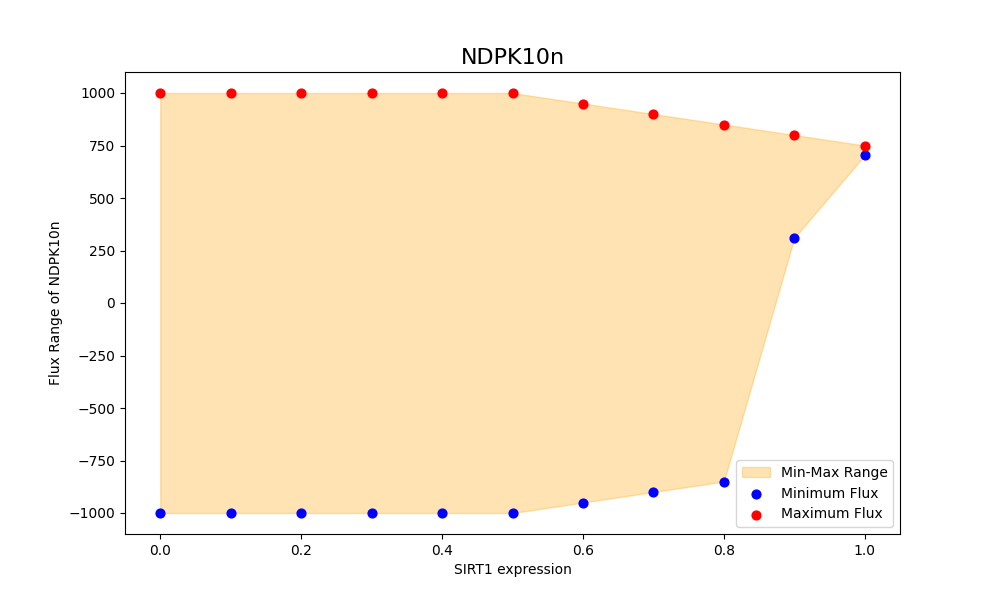 NDPK10n
Flux Range of NDPK10n
1000
750
500
250
0
−250
−500
−750
−1000
0.0
0.2
0.4
0.6
0.8
1.0
SIRT1 expression
Min-Max Range
Minimum Flux
Maximum Flux